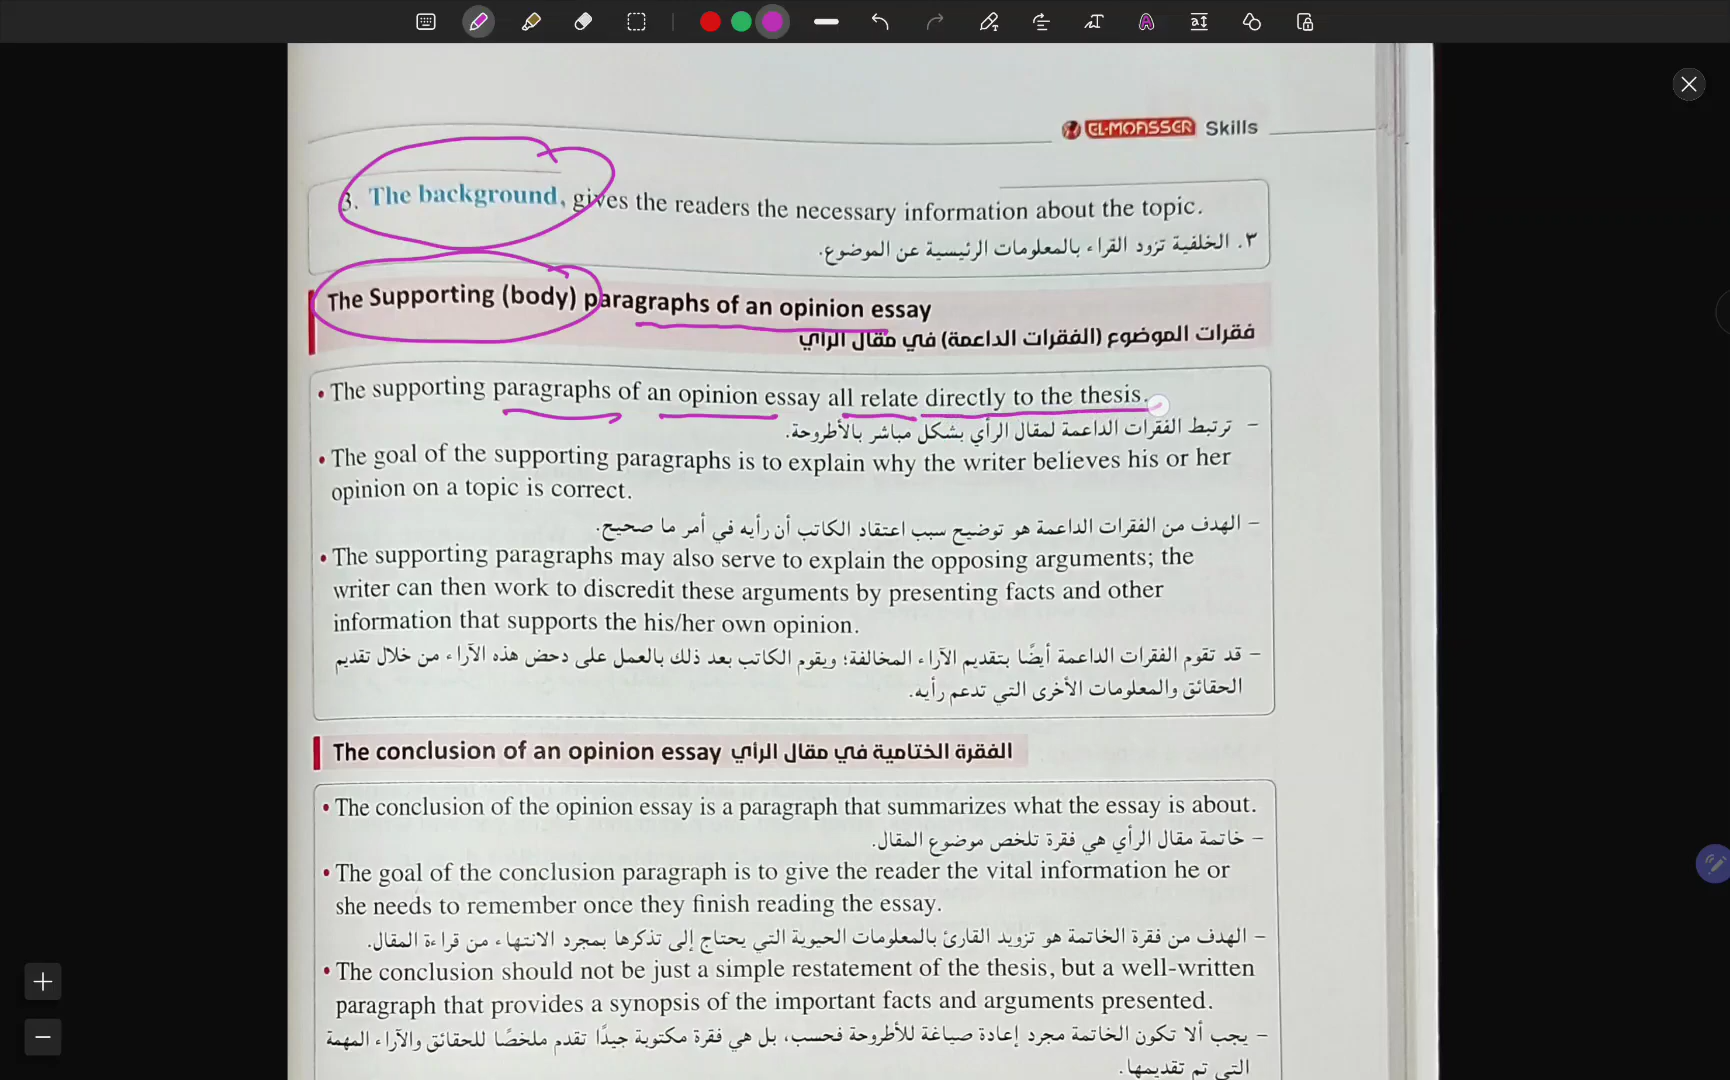 EL-MOASSER Skills
3. The background, gives the readers the necessary information about the topic.
٣. الخلفية تزود القراء بالمعلومات الرئيسية عن الموضوع.
The Supporting (body) paragraphs of an opinion essay
فقرات الموضوع (الفقرات الداعمة) في مقال الرأي
• The supporting paragraphs of an opinion essay all relate directly to the thesis.
– ترتبط الفقرات الداعمة لمقال الرأي بشكل مباشر بالأطروحة.
• The goal of the supporting paragraphs is to explain why the writer believes his or her
opinion on a topic is correct.
– الهدف من الفقرات الداعمة هو توضيح سبب اعتقاد الكاتب أن رأيه في أمر ما صحيح.
• The supporting paragraphs may also serve to explain the opposing arguments; the
writer can then work to discredit these arguments by presenting facts and other
information that supports the his/her own opinion.
– قد تقوم الفقرات الداعمة أيضًا بتقديم الآراء المخالفة؛ ويقوم الكاتب بعد ذلك بالعمل على دحض هذه الآراء من خلال تقديم
الحقائق والمعلومات الأخرى التي تدعم رأيه.
The conclusion of an opinion essay الفقرة الختامية في مقال الرأي
• The conclusion of the opinion essay is a paragraph that summarizes what the essay is about.
– خاتمة مقال الرأي هي فقرة تلخص موضوع المقال.
• The goal of the conclusion paragraph is to give the reader the vital information he or
she needs to remember once they finish reading the essay.
– الهدف من فقرة الخاتمة هو تزويد القارئ بالمعلومات الحيوية التي يحتاج إلى تذكرها بمجرد الانتهاء من قراءة المقال.
• The conclusion should not be just a simple restatement of the thesis, but a well-written
paragraph that provides a synopsis of the important facts and arguments presented.
– يجب ألا تكون الخاتمة مجرد إعادة صياغة للأطروحة فحسب، بل هي فقرة مكتوبة جيدًا تقدم ملخصًا للحقائق والآراء المهمة
التي تم تقديمها.